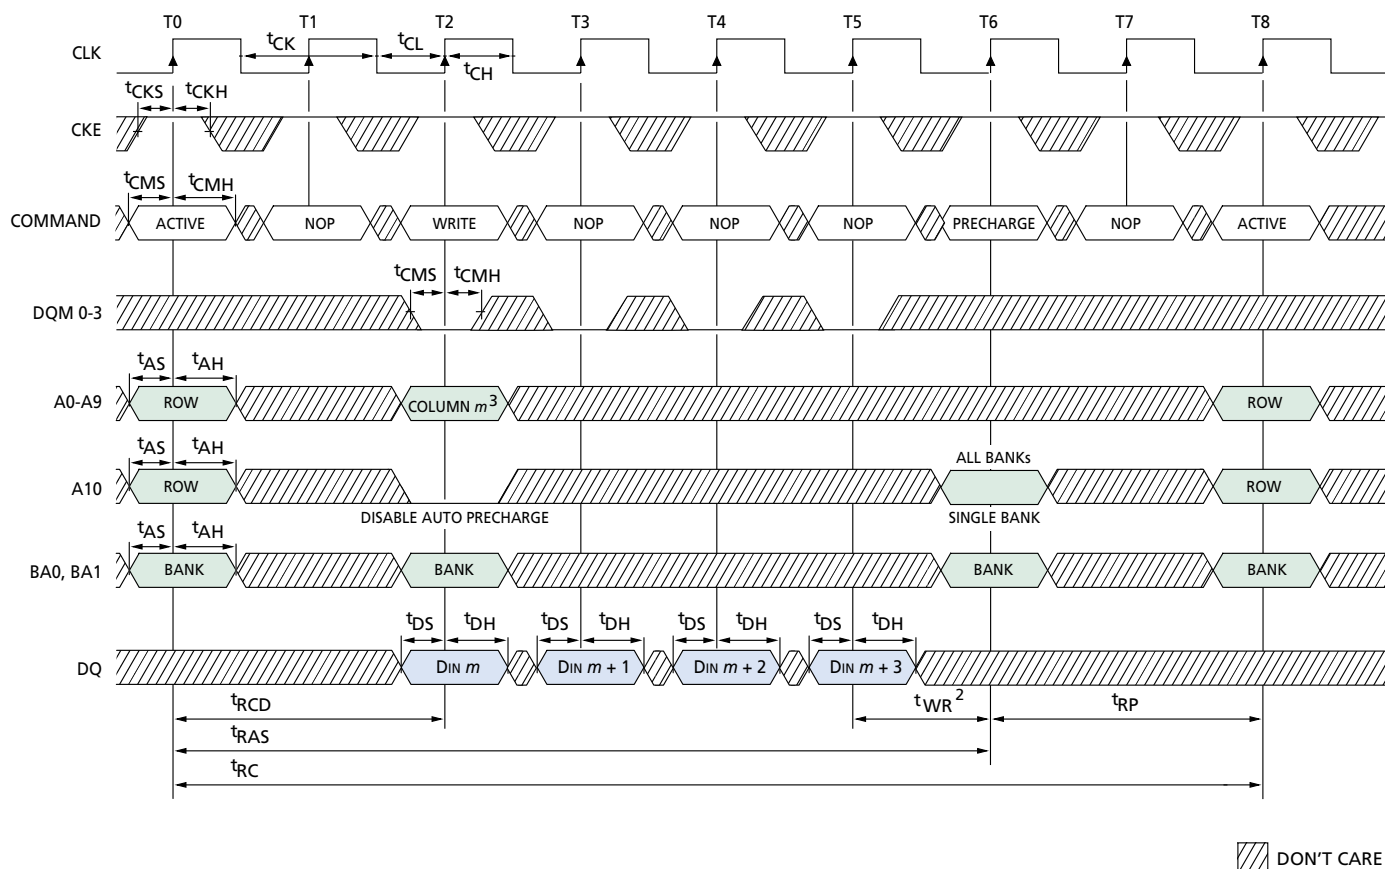 T0 T1 T2 T3 T4 T5 T6 T7 T8
CLK tCK tCL tCH
tCKS tCKH
CKE
tCMS tCMH
COMMAND ACTIVE NOP WRITE NOP NOP NOP PRECHARGE NOP ACTIVE
tCMS tCMH
DQM 0-3
tAS tAH
A0-A9 ROW COLUMN m3 ROW
tAS tAH ALL BANKs
A10 ROW ROW
DISABLE AUTO PRECHARGE SINGLE BANK
tAS tAH
BA0, BA1 BANK BANK BANK BANK
tDS tDH tDS tDH tDS tDH tDS tDH
DQ DIN m DIN m + 1 DIN m + 2 DIN m + 3
tRCD tWR2 tRP
tRAS
tRC
DON'T CARE